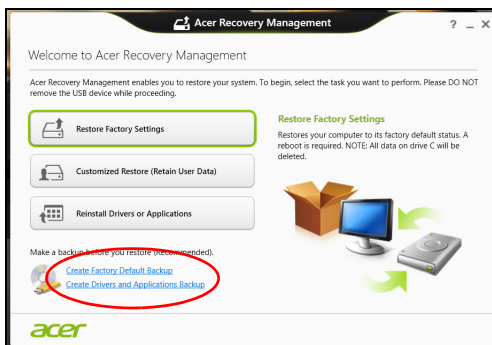 Acer Recovery Management
? _ X
Welcome to Acer Recovery Management
Acer Recovery Management enables you to restore your system. To begin, select the task you want to perform. Please DO NOT
remove the USB device while proceeding.
Restore Factory Settings
Customized Restore (Retain User Data)
Reinstall Drivers or Applications
Restore Factory Settings
Restores your computer to its factory default status. A
reboot is required. NOTE: All data on drive C will be
deleted.
Make a backup before you restore (Recommended).
Create Factory Default Backup
Create Drivers and Applications Backup
acer